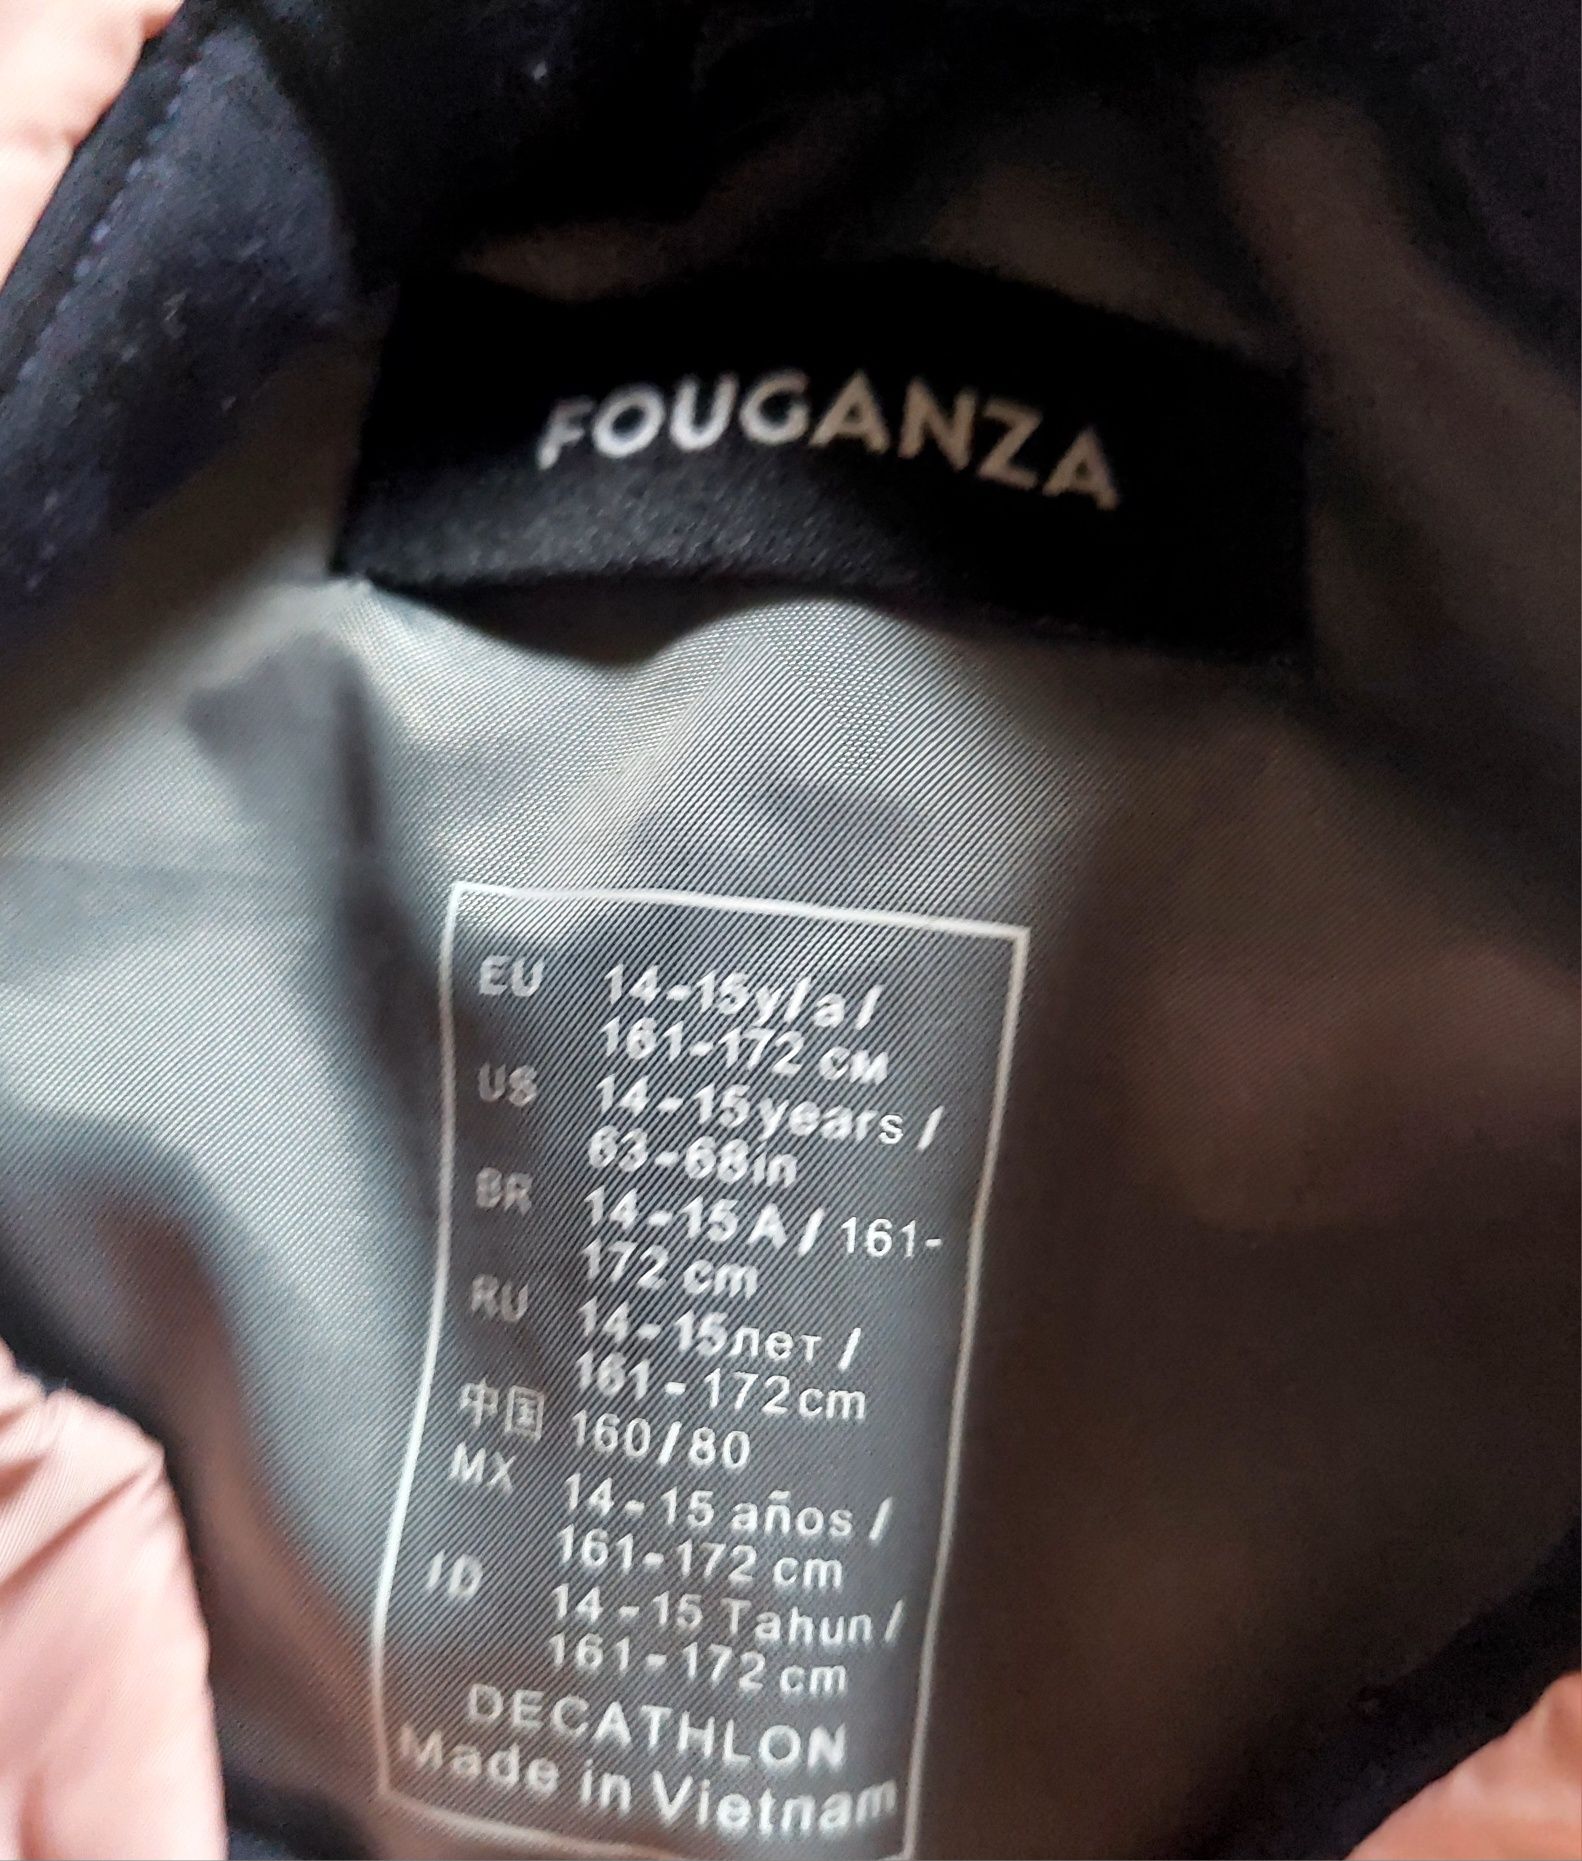 FOUGANZA
EU 14-15y/a/
161-172 см
US 14-15years /
63-68in
BR 14-15 A / 161-
172 cm
RU 14-15лет /
161-172cm
中国 160/80
MX 14-15 años /
161-172 cm
ID 14-15 Tahun /
161-172 cm
DECATHLON
Made in Vietnam